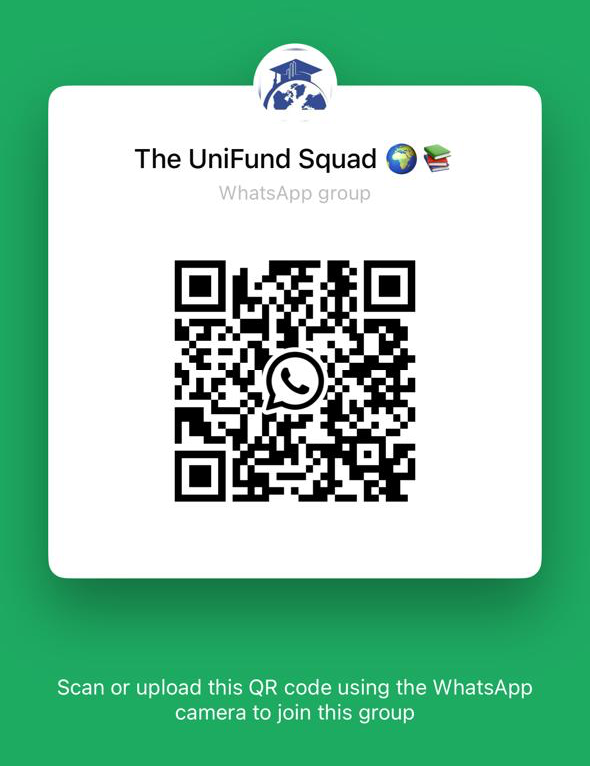 The UniFund Squad 🌍 📚
WhatsApp group
Scan or upload this QR code using the WhatsApp
camera to join this group